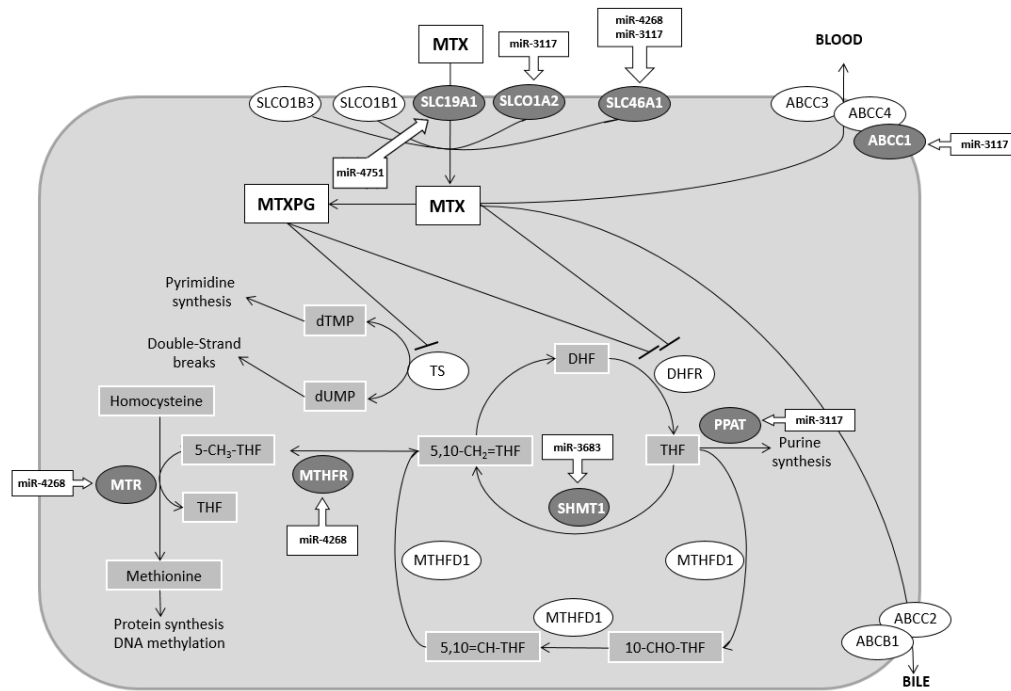 MTX
miR-3117
miR-4268
miR-3117
BLOOD
SLCO1B3
SLCO1B1
SLC19A1
SLCO1A2
SLC46A1
ABCC3
ABCC4
ABCC1
miR-3117
miR-4751
MTXPG
MTX
Pyrimidine
synthesis
dTMP
Double-Strand
breaks
TS
DHF
DHFR
dUMP
Homocysteine
PPAT
miR-3117
5-CH₃-THF
5,10-CH₂=THF
miR-3683
THF
Purine
synthesis
miR-4268
MTR
MTHFR
THF
SHMT1
miR-4268
MTHFD1
MTHFD1
Methionine
MTHFD1
Protein synthesis
DNA methylation
5,10=CH-THF
10-CHO-THF
ABCC2
ABCB1
BILE